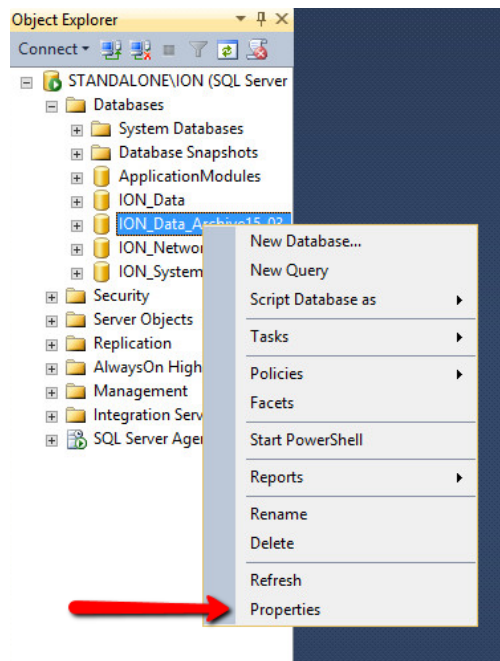 Object Explorer
Connect
STANDALONE\ION (SQL Server
Databases
System Databases
Database Snapshots
ApplicationModules
ION_Data
ION_Data_Archive15_03
ION_Networ
ION_System
Security
Server Objects
Replication
AlwaysOn High
Management
Integration Serv
SQL Server Agen
New Database...
New Query
Script Database as
Tasks
Policies
Facets
Start PowerShell
Reports
Rename
Delete
Refresh
Properties